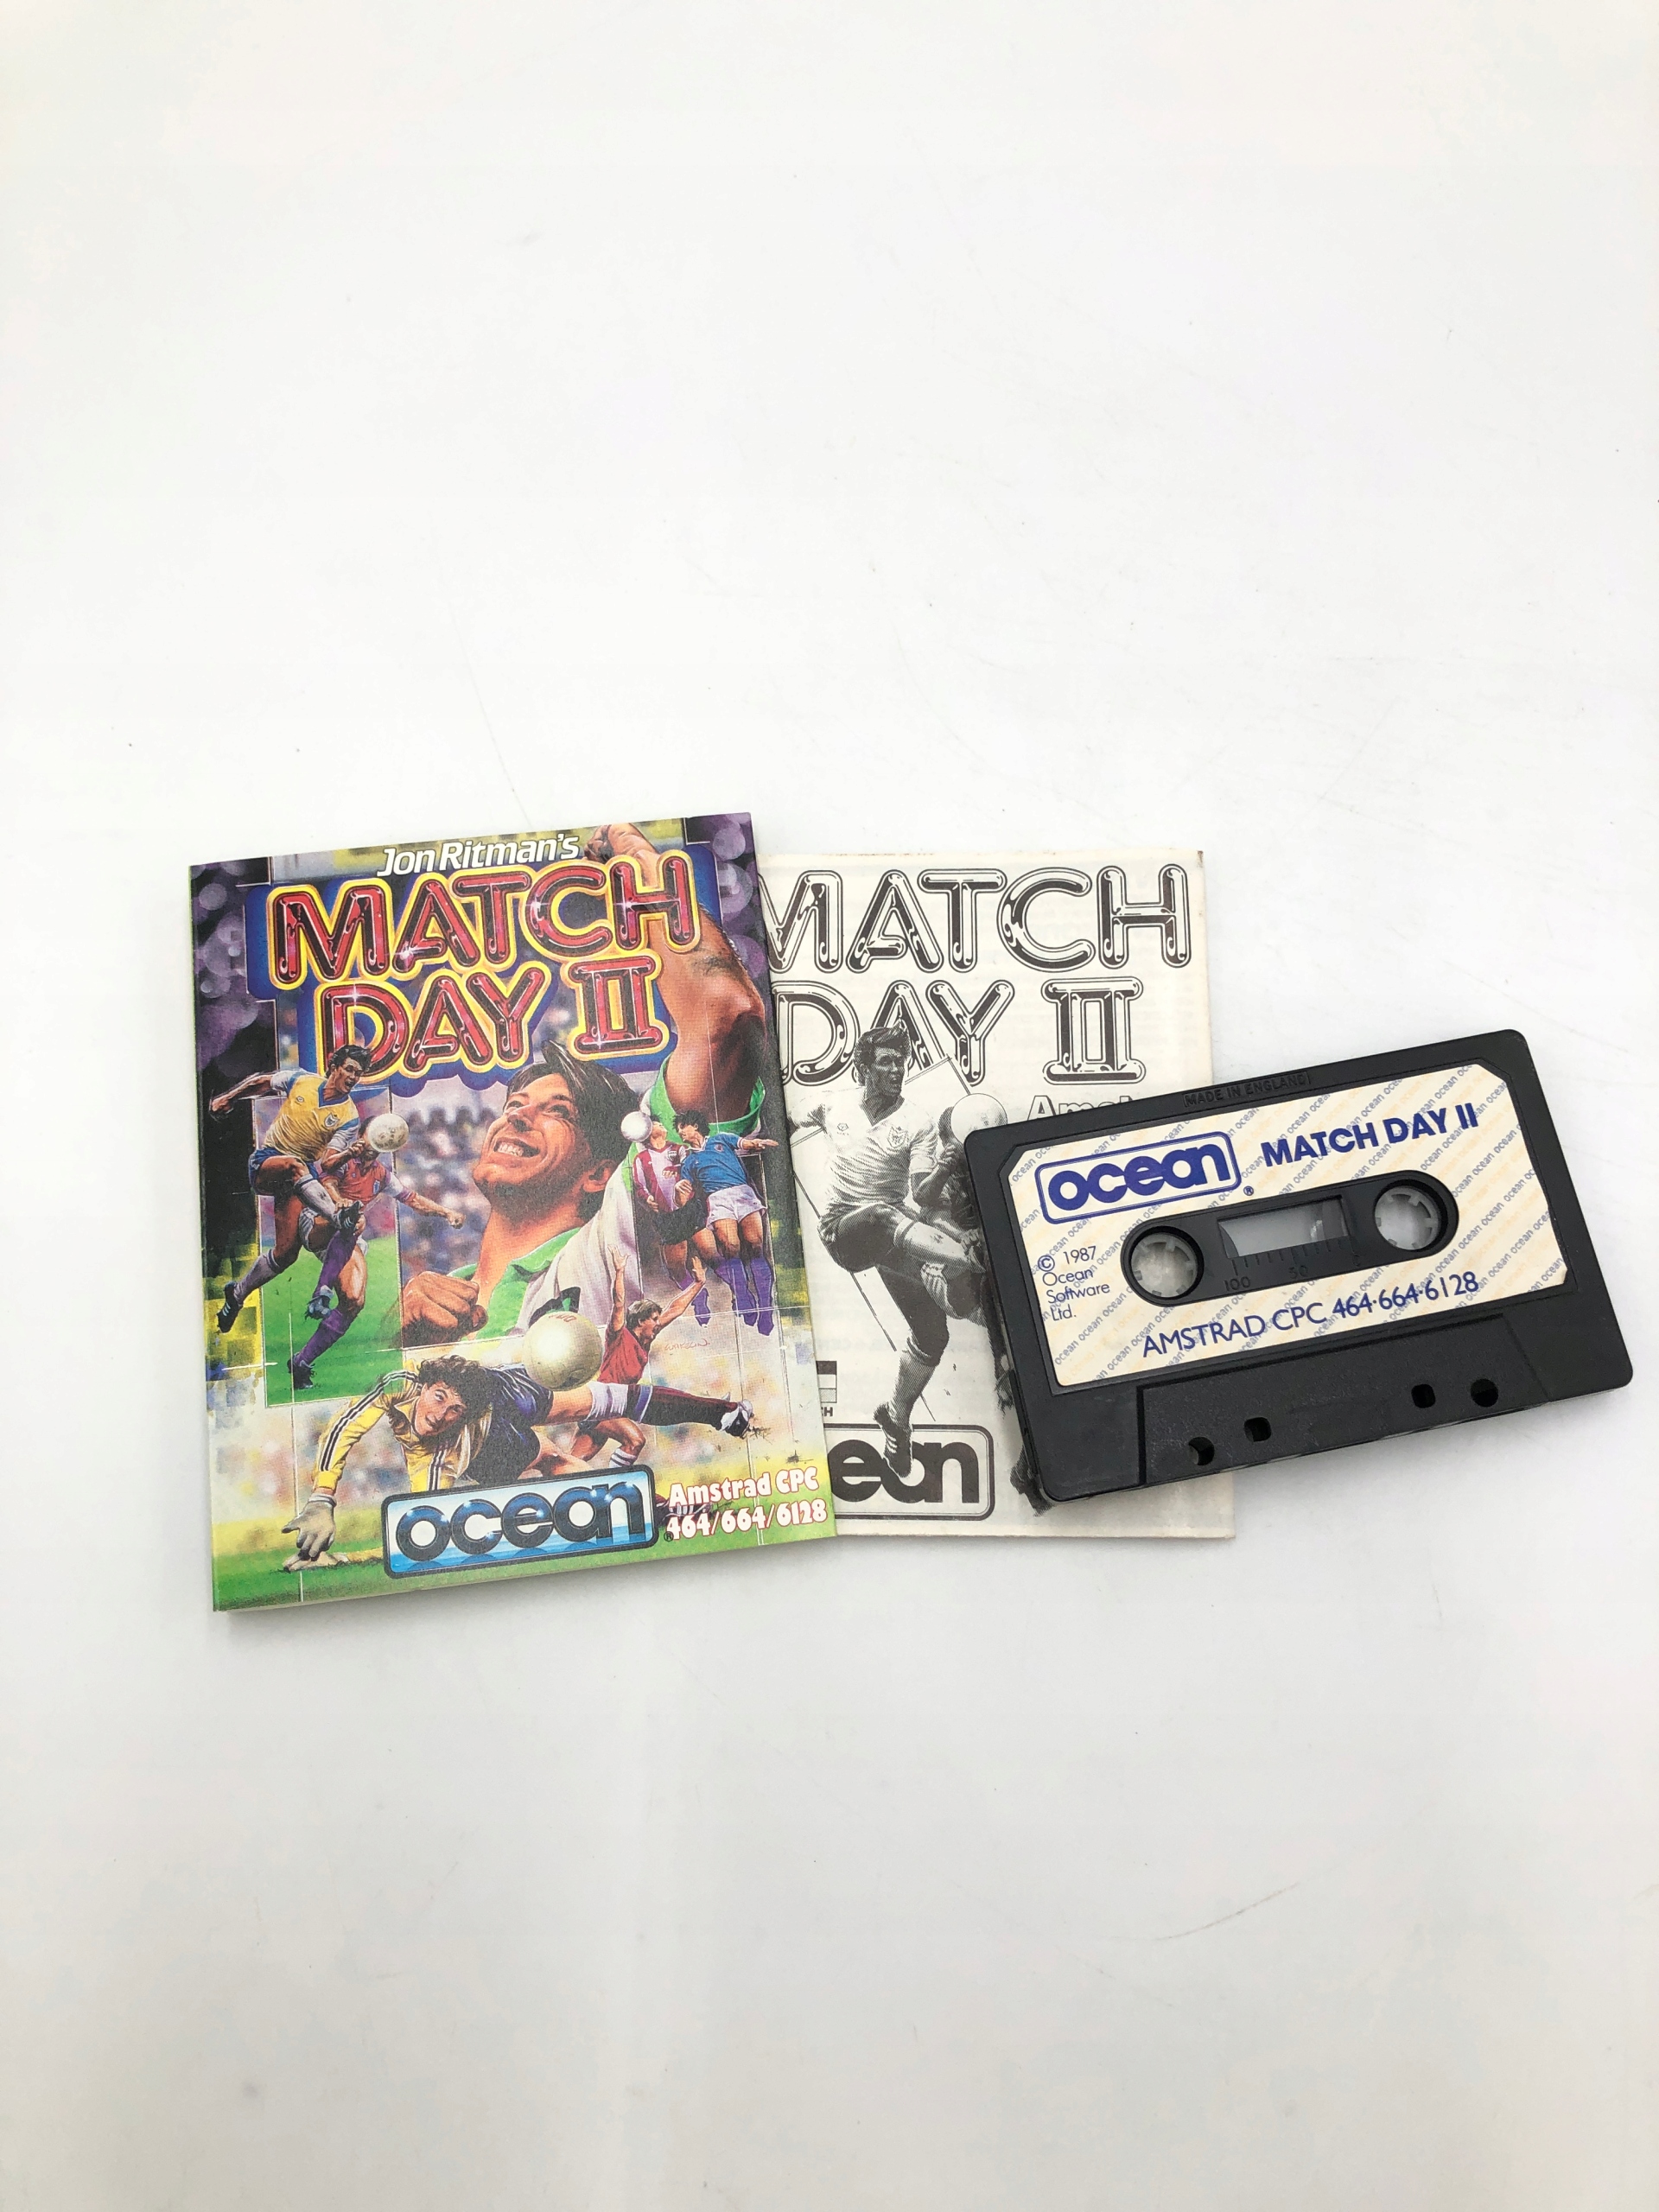 Jon Ritman's
MATCH
DAY II
ocean
Amstrad CPC
464/664/6128
MATCH
DAY II
MADE IN ENGLAND
ocean
MATCH DAY II
© 1987
Ocean
Software
Ltd.
100 50
AMSTRAD CPC 464·664·6128